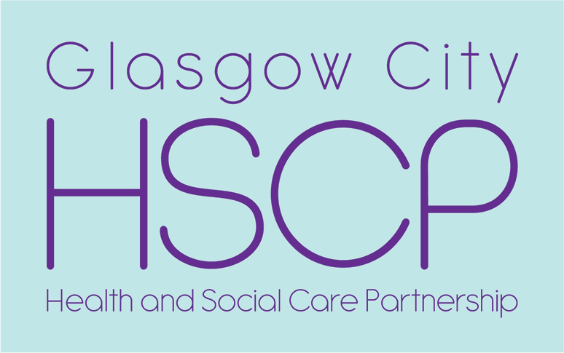 Glasgow City
HSCP
Health and Social Care Partnership